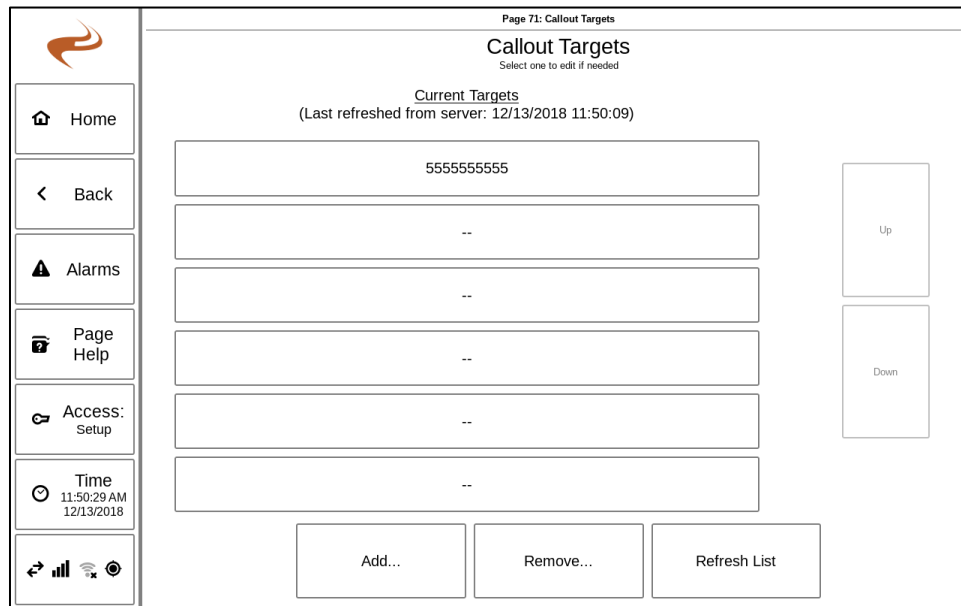 Page 71: Callout Targets
Callout Targets
Select one to edit if needed
Current Targets
(Last refreshed from server: 12/13/2018 11:50:09)
Home
Back
Alarms
Page
Help
Access:
Setup
Time
11:50:29 AM
12/13/2018
5555555555
--
--
--
--
--
Up
Down
Add...
Remove...
Refresh List